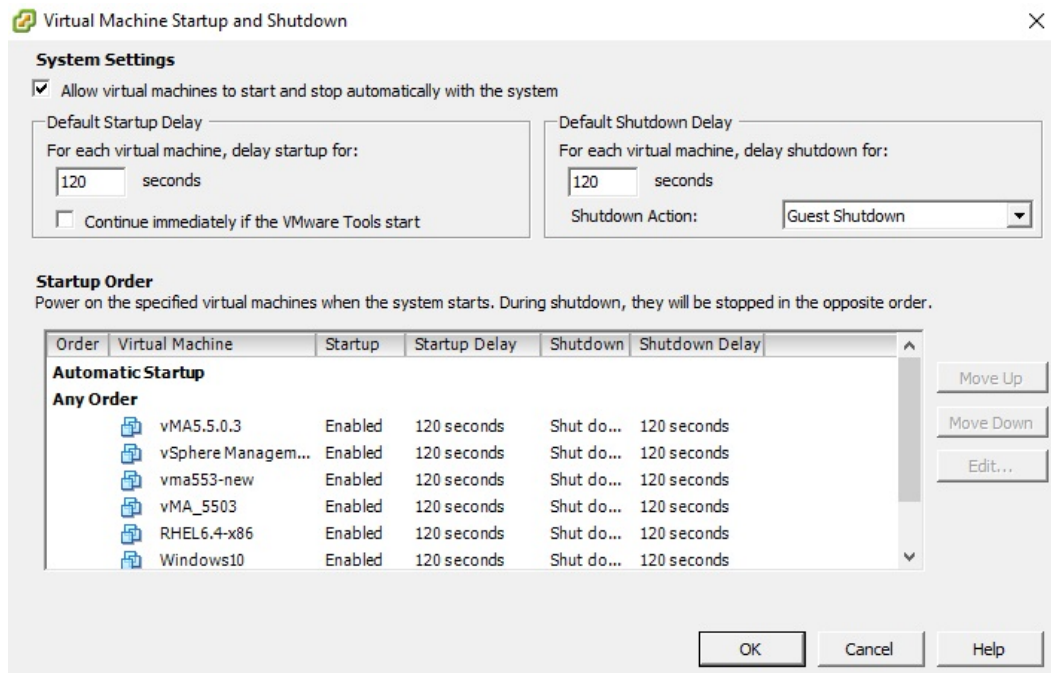 Virtual Machine Startup and Shutdown
System Settings
Allow virtual machines to start and stop automatically with the system
Default Startup Delay
For each virtual machine, delay startup for:
120 seconds
Continue immediately if the VMware Tools start
Default Shutdown Delay
For each virtual machine, delay shutdown for:
120 seconds
Shutdown Action: Guest Shutdown
Startup Order
Power on the specified virtual machines when the system starts. During shutdown, they will be stopped in the opposite order.
Order Virtual Machine Startup Startup Delay Shutdown Shutdown Delay
Automatic Startup
Any Order
vMA5.5.0.3 Enabled 120 seconds Shut do... 120 seconds
vSphere Managem... Enabled 120 seconds Shut do... 120 seconds
vma553-new Enabled 120 seconds Shut do... 120 seconds
vMA_5503 Enabled 120 seconds Shut do... 120 seconds
RHEL6.4-x86 Enabled 120 seconds Shut do... 120 seconds
Windows10 Enabled 120 seconds Shut do... 120 seconds
Move Up
Move Down
Edit...
OK Cancel Help